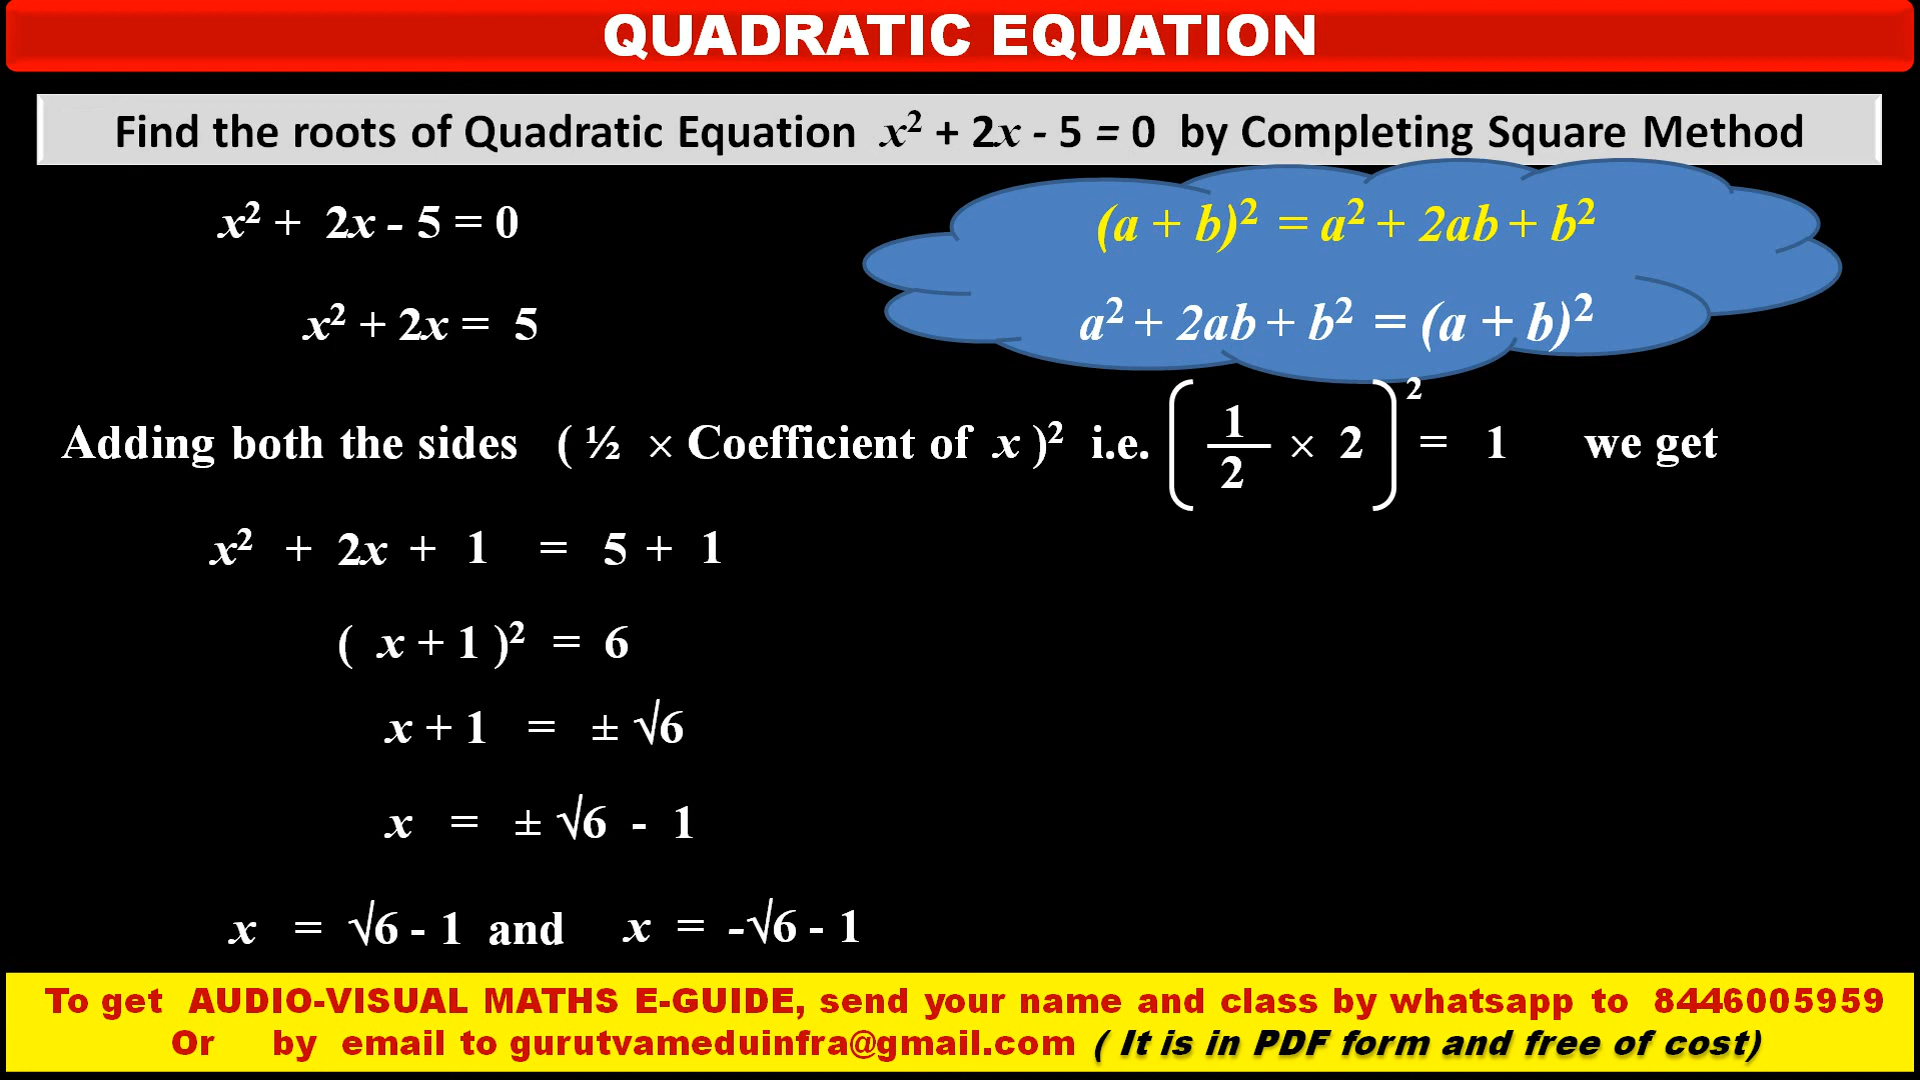 QUADRATIC EQUATION
Find the roots of Quadratic Equation x² + 2x - 5 = 0 by Completing Square Method
x² + 2x - 5 = 0
(a + b)² = a² + 2ab + b²
x² + 2x = 5
a² + 2ab + b² = (a + b)²
Adding both the sides ( ½ × Coefficient of x )² i.e. ( 1/2 × 2 )² = 1 we get
x² + 2x + 1 = 5 + 1
( x + 1 )² = 6
x + 1 = ± √6
x = ± √6 - 1
x = √6 - 1 and x = -√6 - 1
To get AUDIO-VISUAL MATHS E-GUIDE, send your name and class by whatsapp to 8446005959
Or by email to gurutvameduinfra@gmail.com ( It is in PDF form and free of cost)